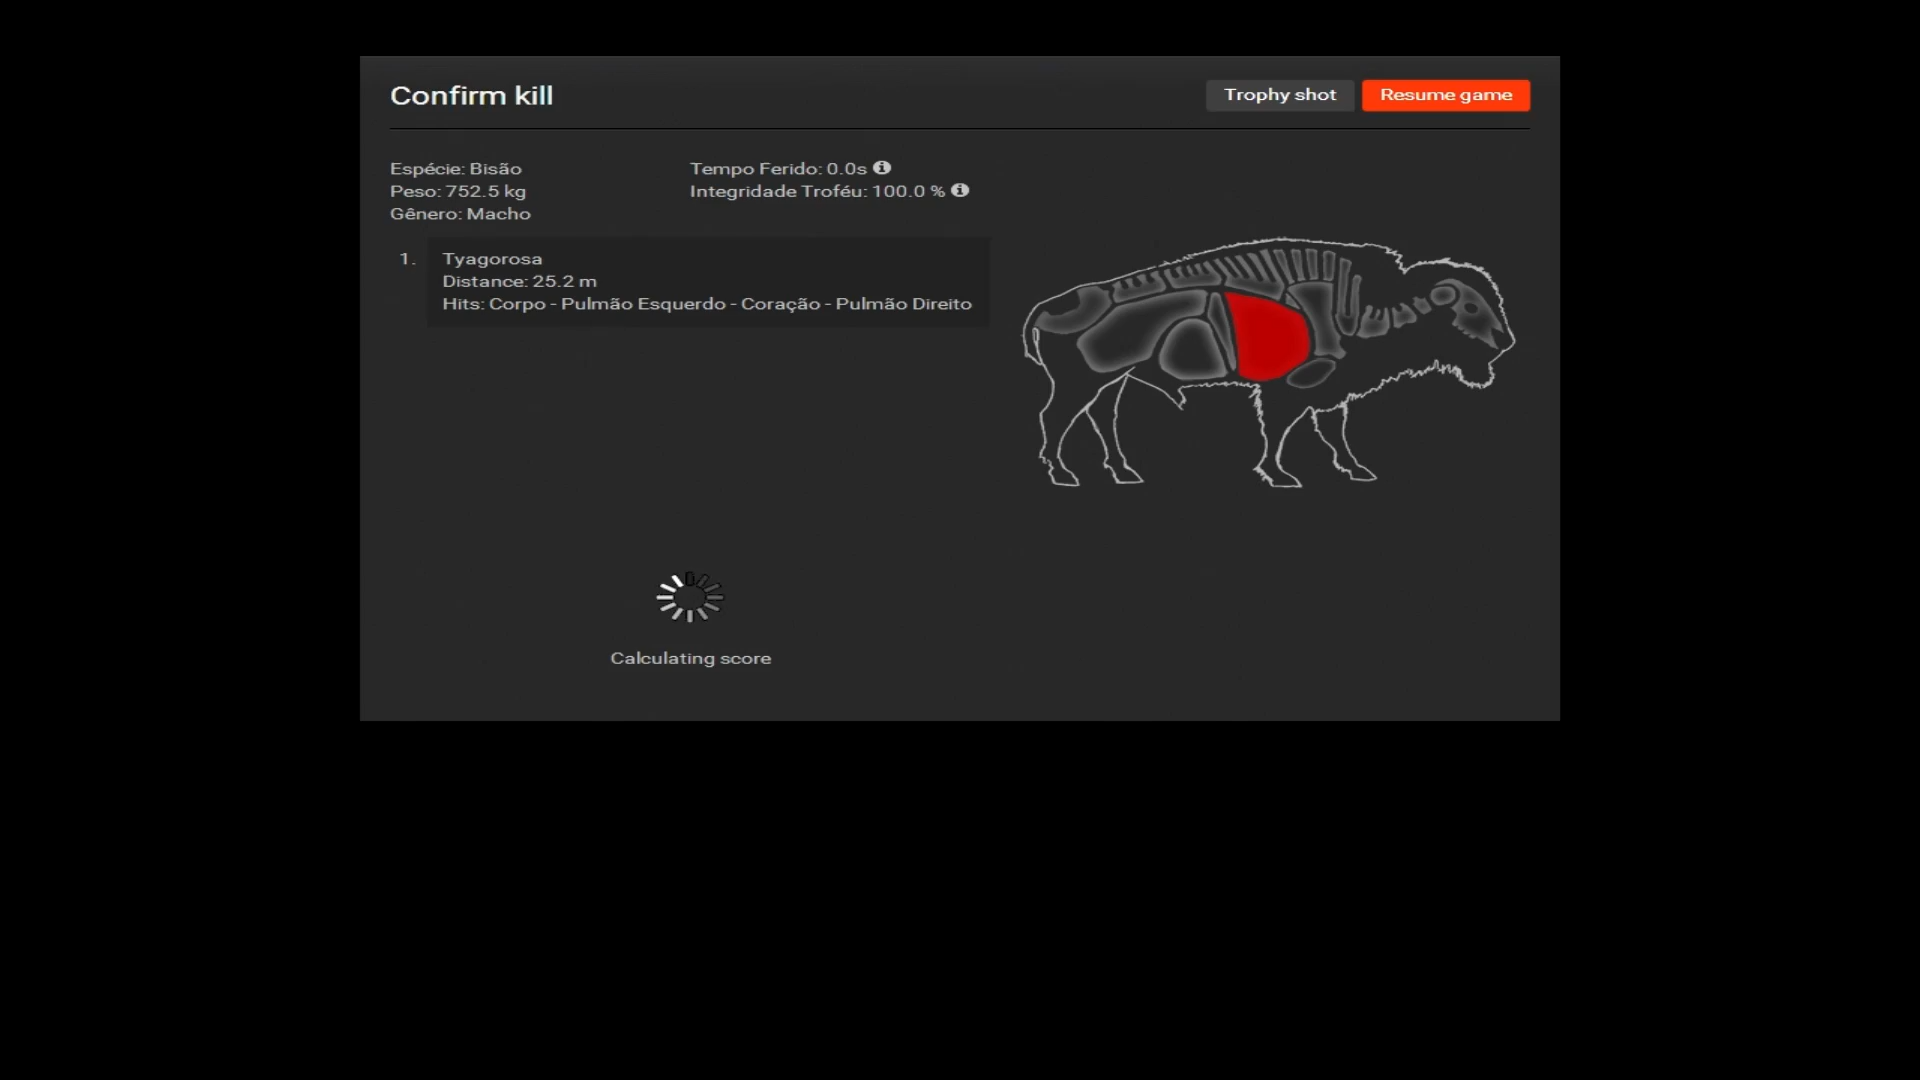 Confirm kill
Trophy shot
Resume game
Espécie: Bisão
Peso: 752.5 kg
Gênero: Macho
Tempo Ferido: 0.0s
Integridade Troféu: 100.0 %
1.
Tyagorosa
Distance: 25.2 m
Hits: Corpo - Pulmão Esquerdo - Coração - Pulmão Direito
Calculating score